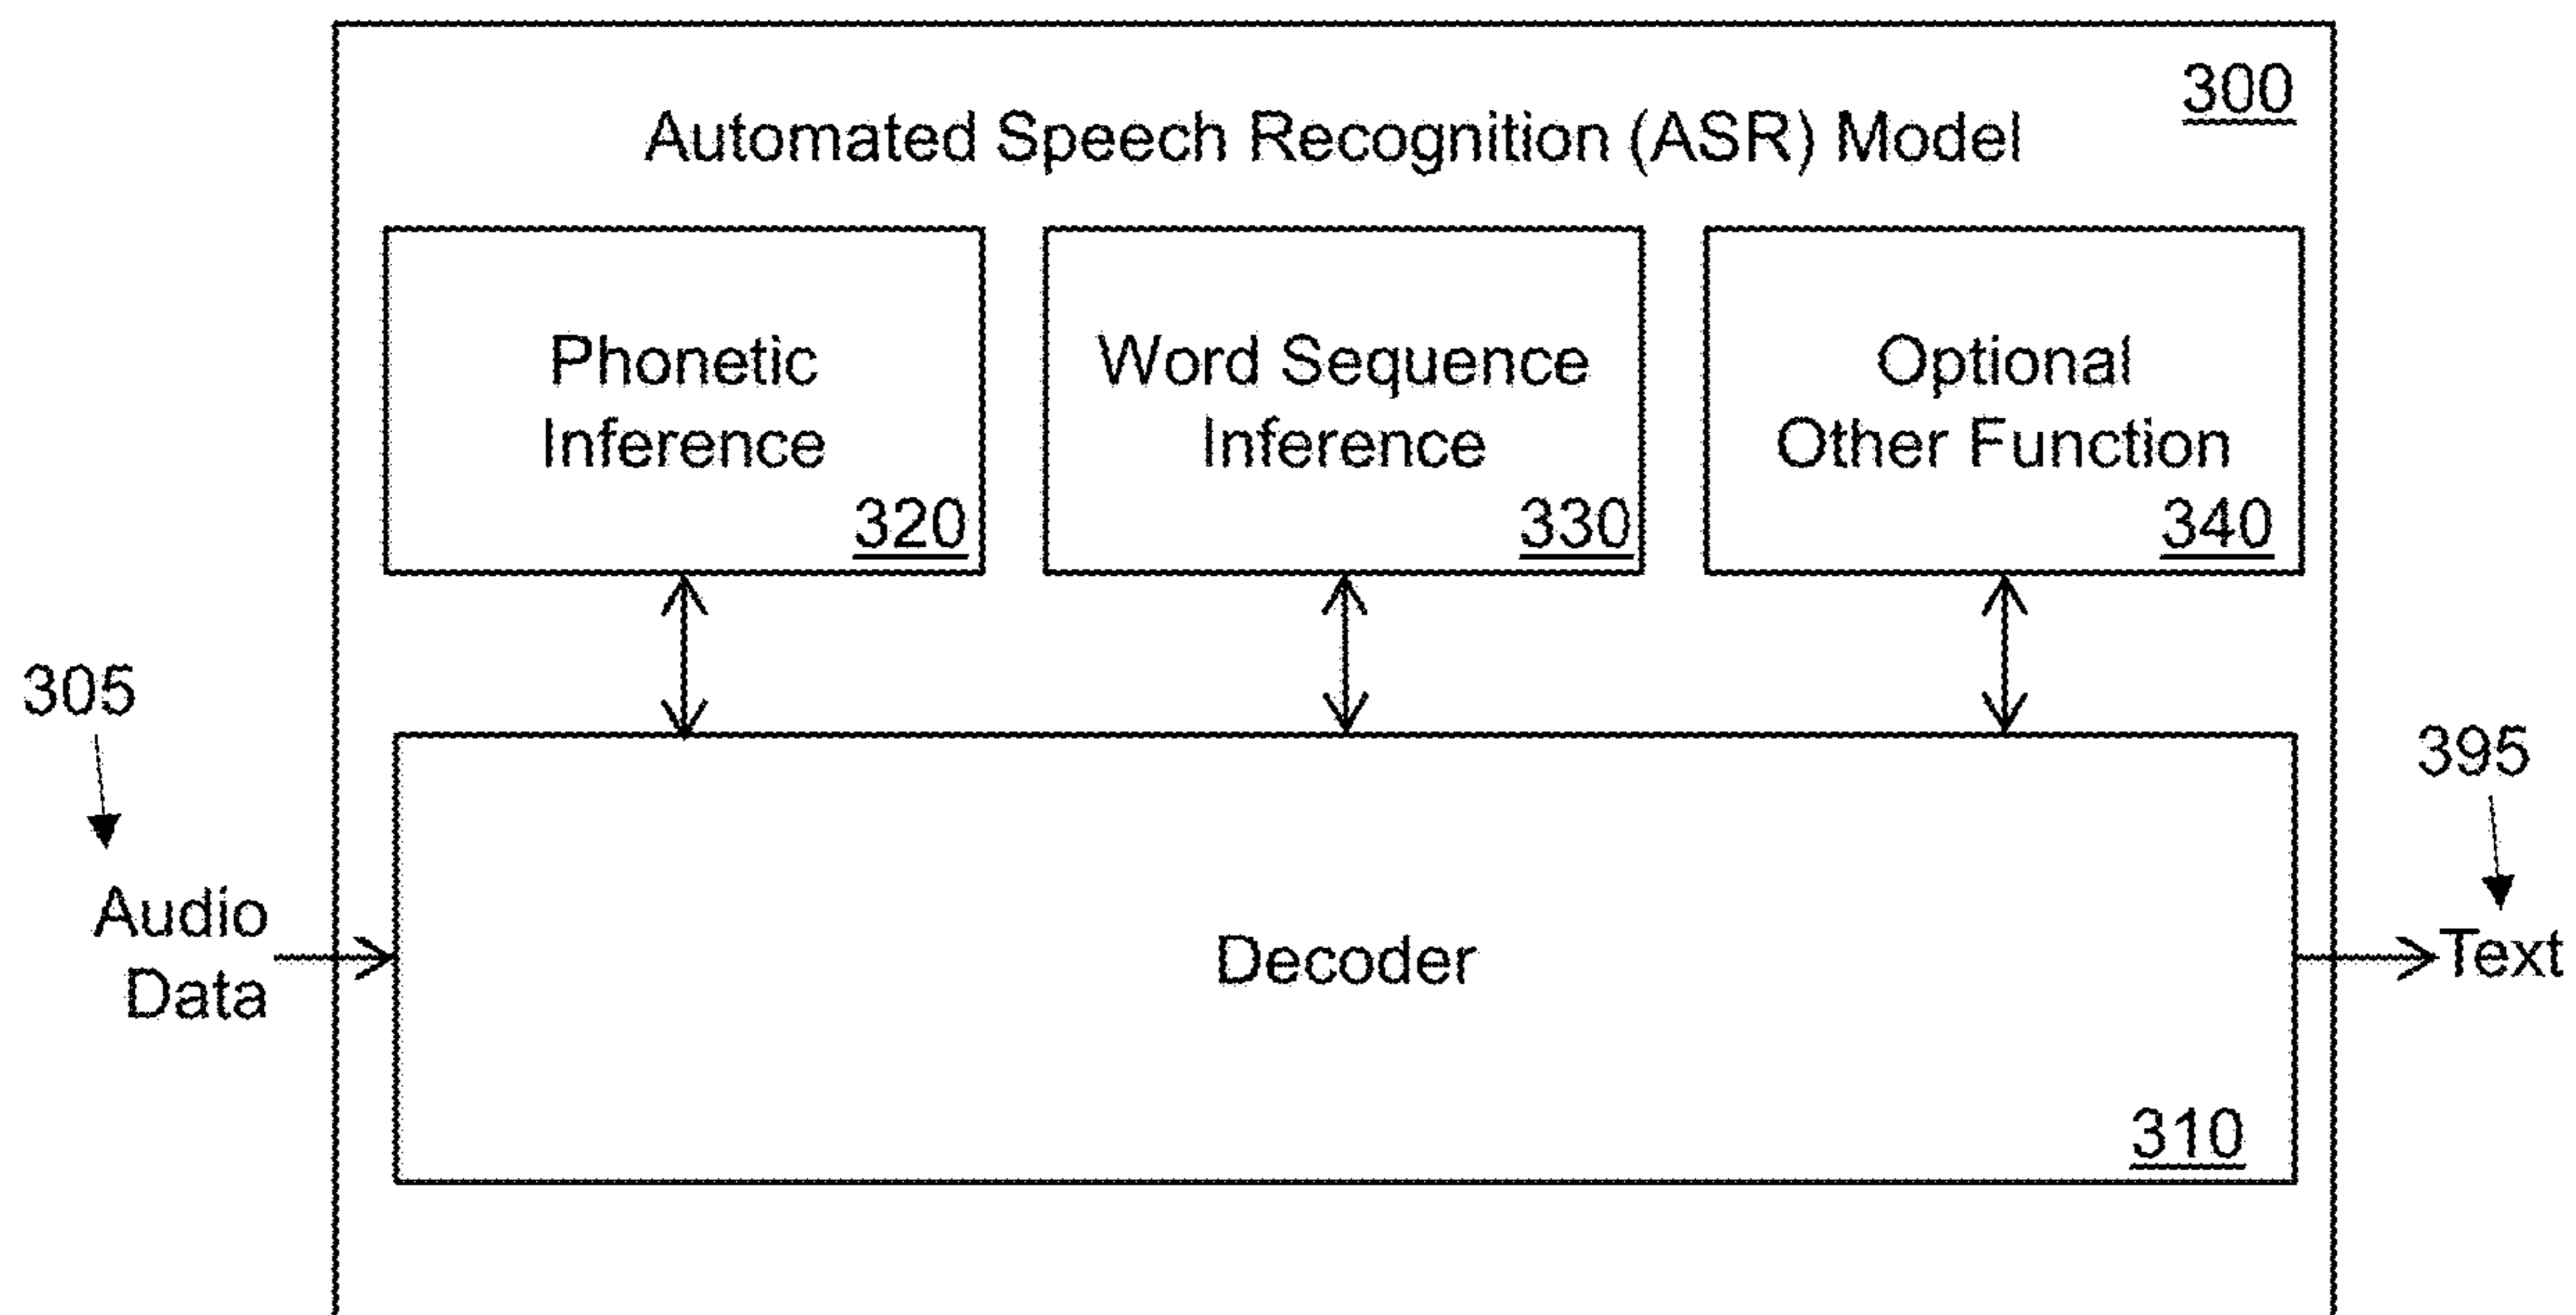 300
Automated Speech Recognition (ASR) Model
Phonetic
Inference
320
Word Sequence
Inference
330
Optional
Other Function
340
305
Audio
Data
Decoder
310
395
Text